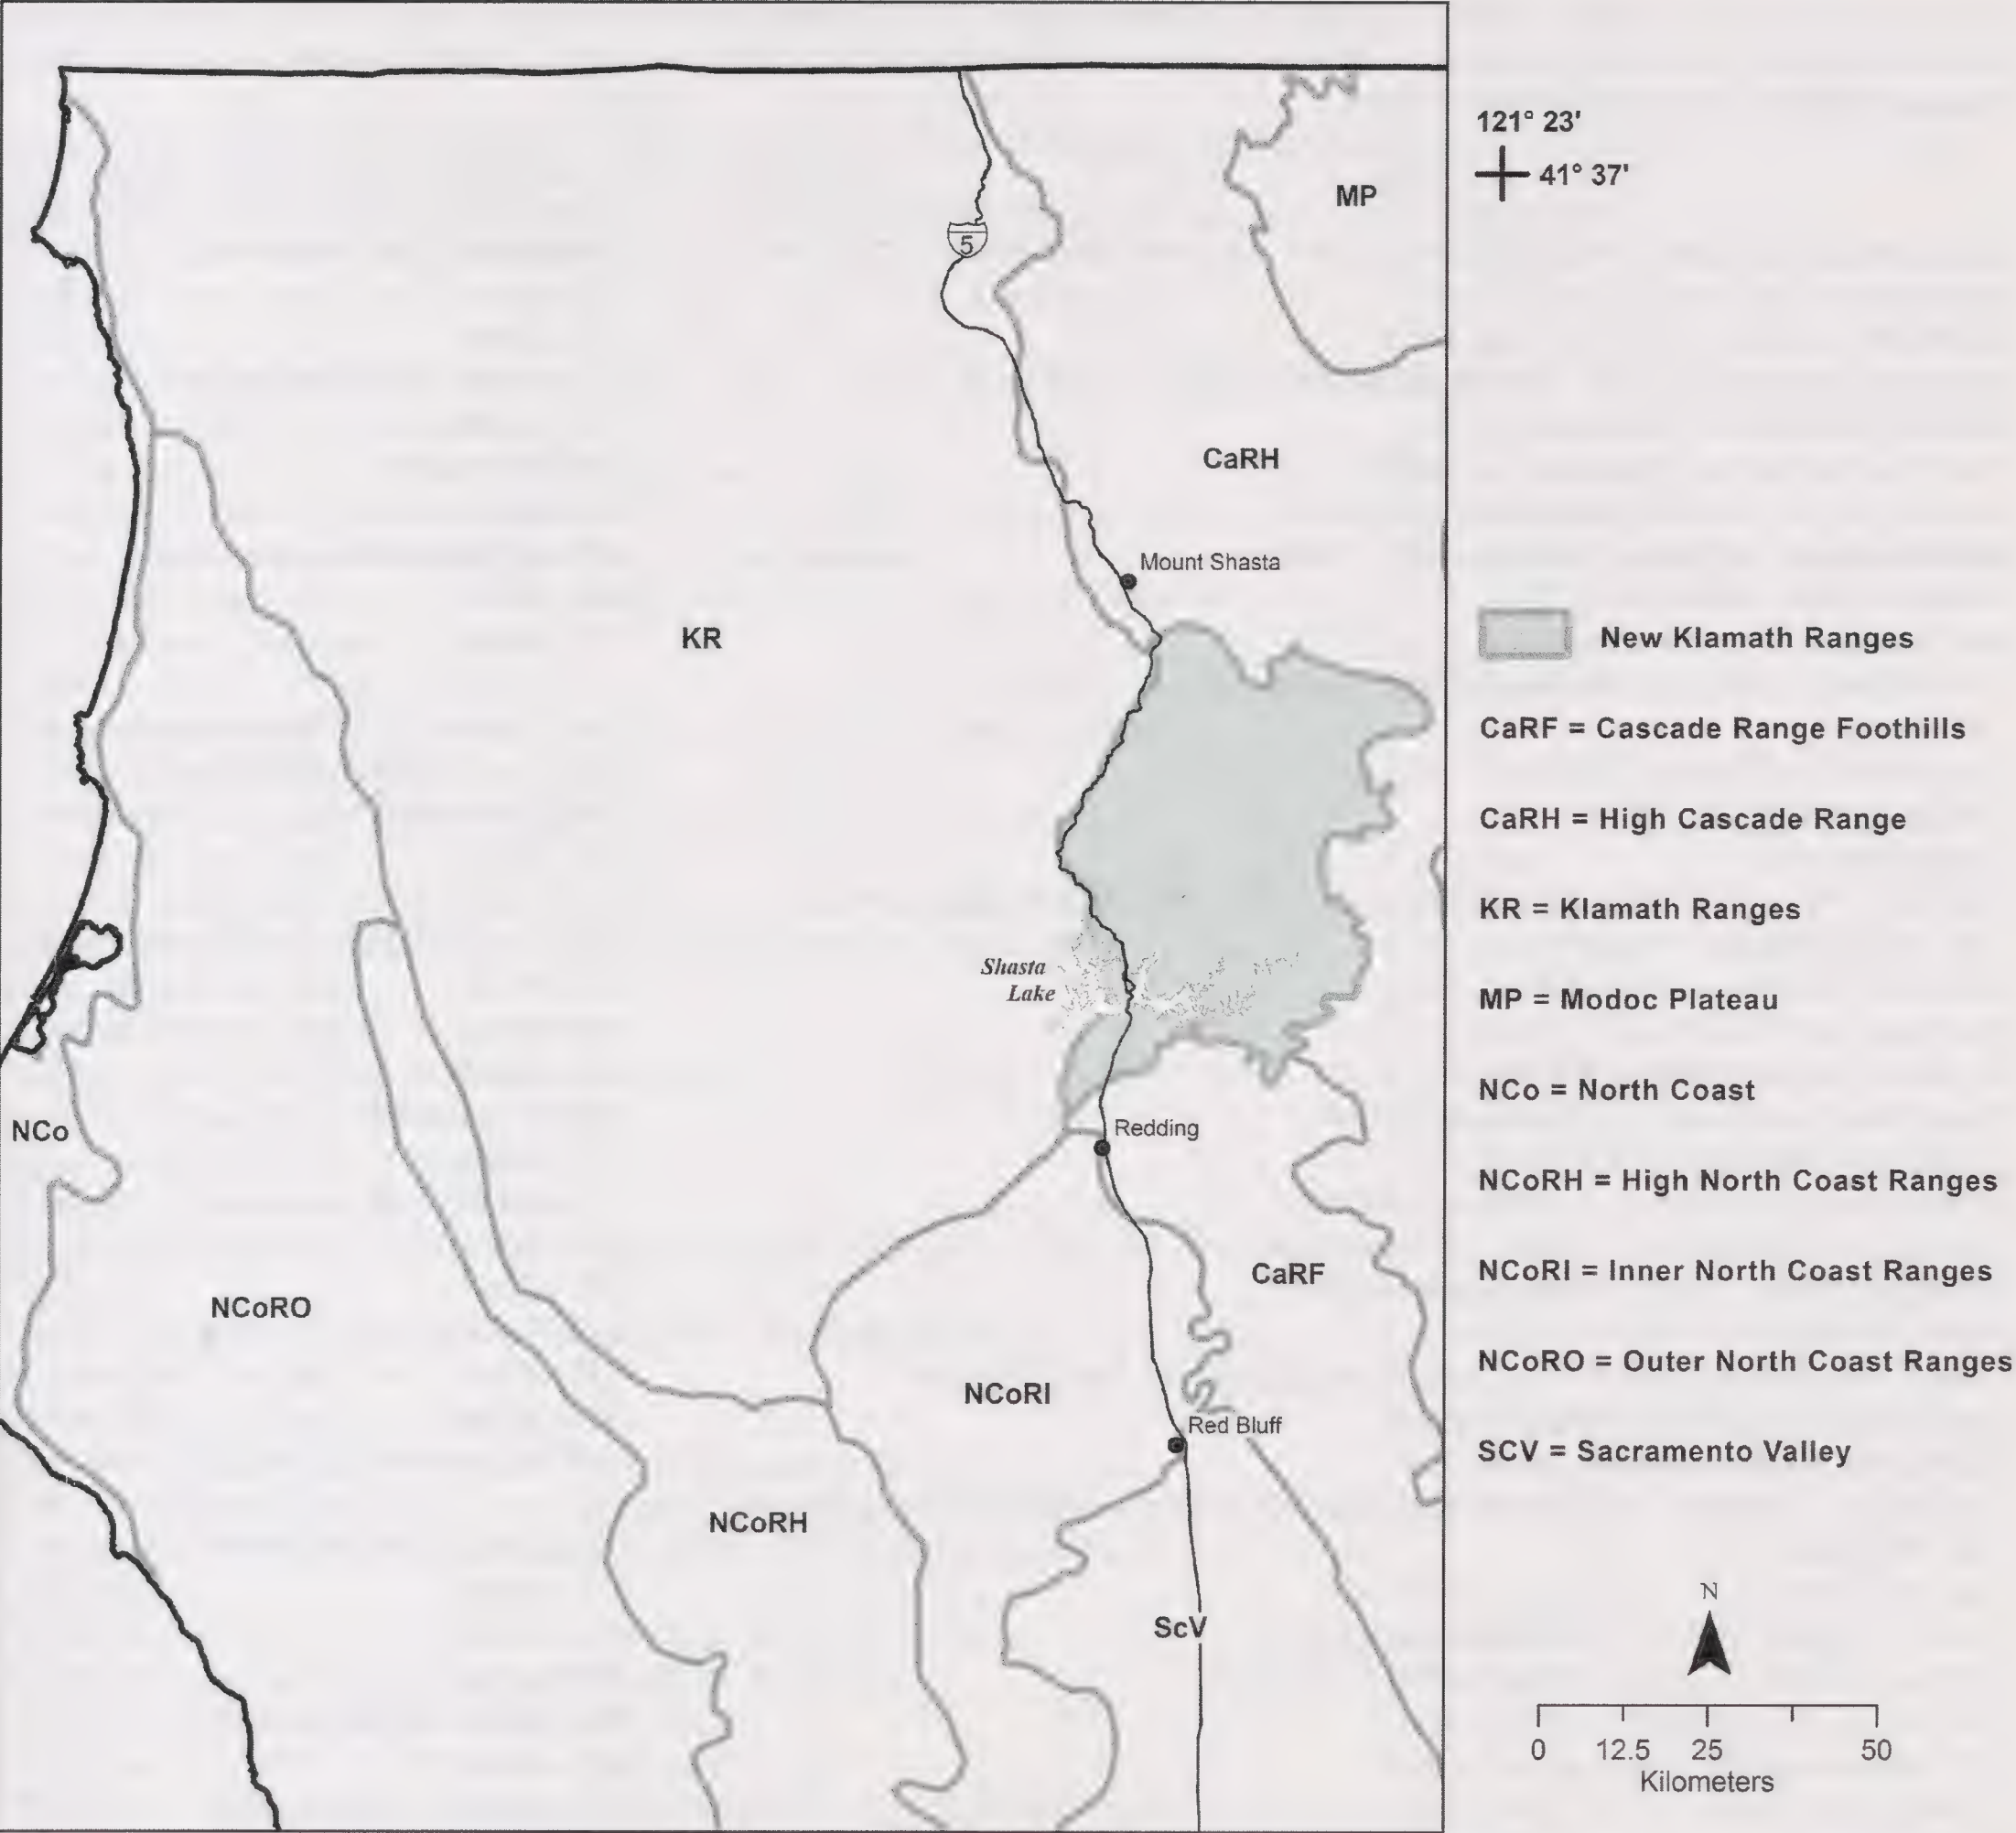 121° 23'
41° 37'
MP
5
CaRH
Mount Shasta
KR
New Klamath Ranges
CaRF = Cascade Range Foothills
CaRH = High Cascade Range
KR = Klamath Ranges
Shasta
Lake
MP = Modoc Plateau
NCo = North Coast
NCo
Redding
NCoRH = High North Coast Ranges
CaRF
NCoRI = Inner North Coast Ranges
NCoRO
NCoRO = Outer North Coast Ranges
NCoRI
Red Bluff
SCV = Sacramento Valley
NCoRH
N
ScV
0 12.5 25 50
Kilometers